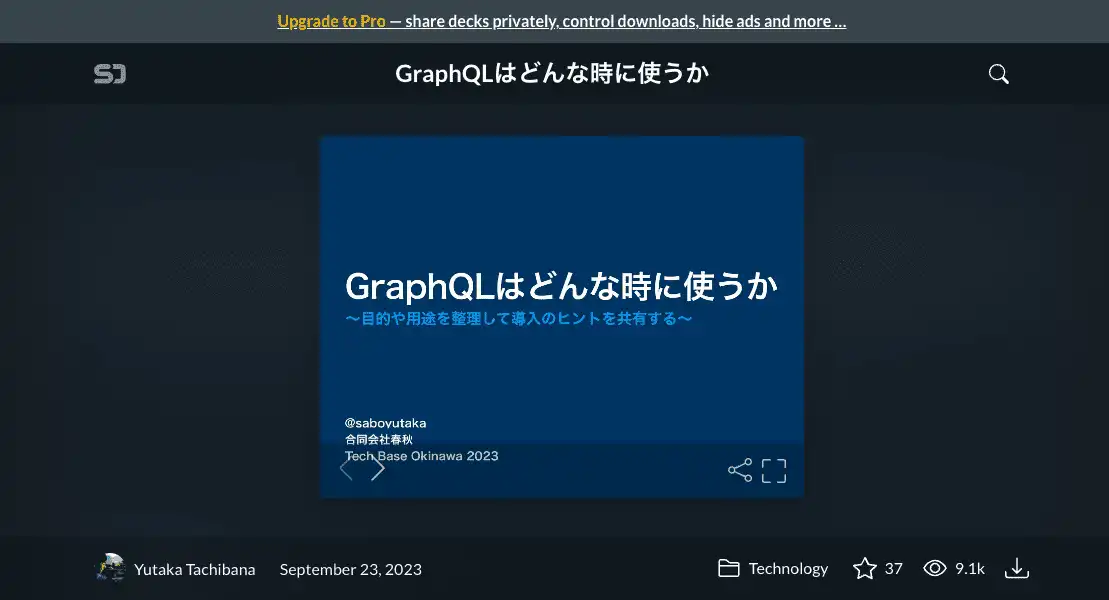 Upgrade to Pro — share decks privately, control downloads, hide ads and more …
GraphQLはどんな時に使うか
GraphQLはどんな時に使うか
〜目的や用途を整理して導入のヒントを共有する〜
@saboyutaka
合同会社春秋
Tech Base Okinawa 2023
Yutaka Tachibana
September 23, 2023
Technology
37
9.1k